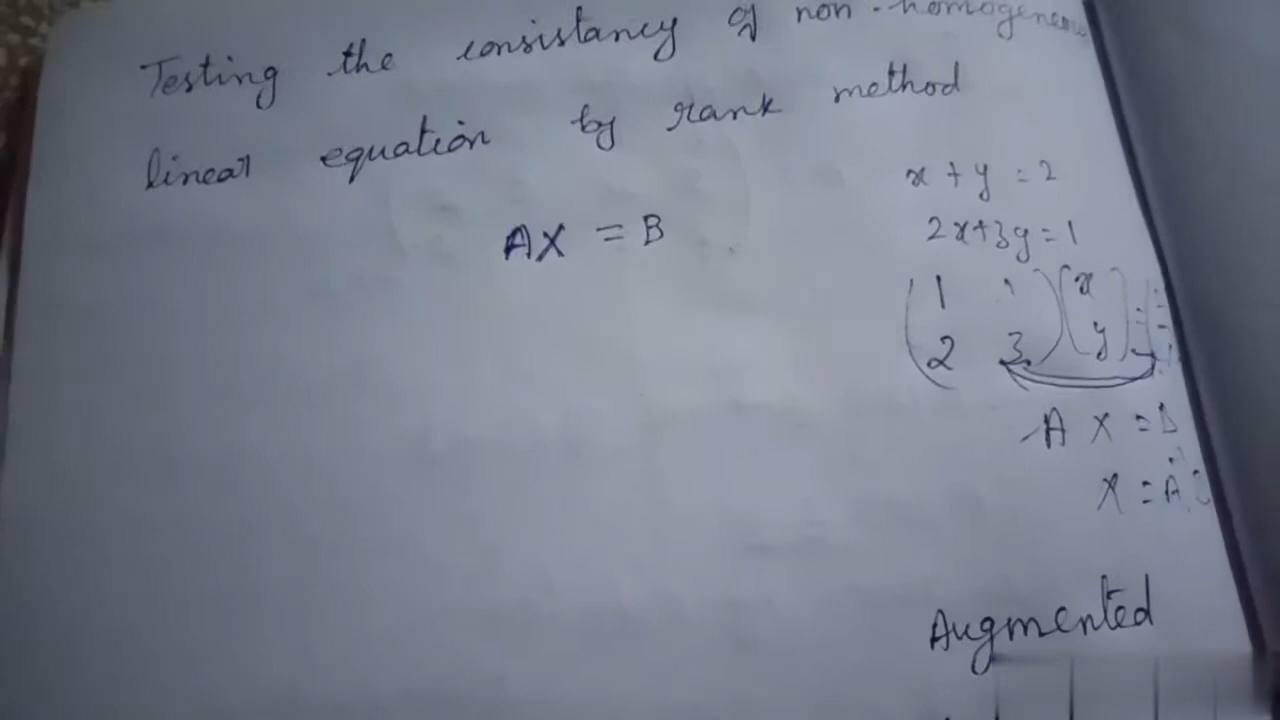 Testing the consistancy of non-homogeneous
linear equation by rank method
AX = B
x + y = 2
2x+3y=1
1 1 x
2 3 y
A X = B
X = A
Augmented